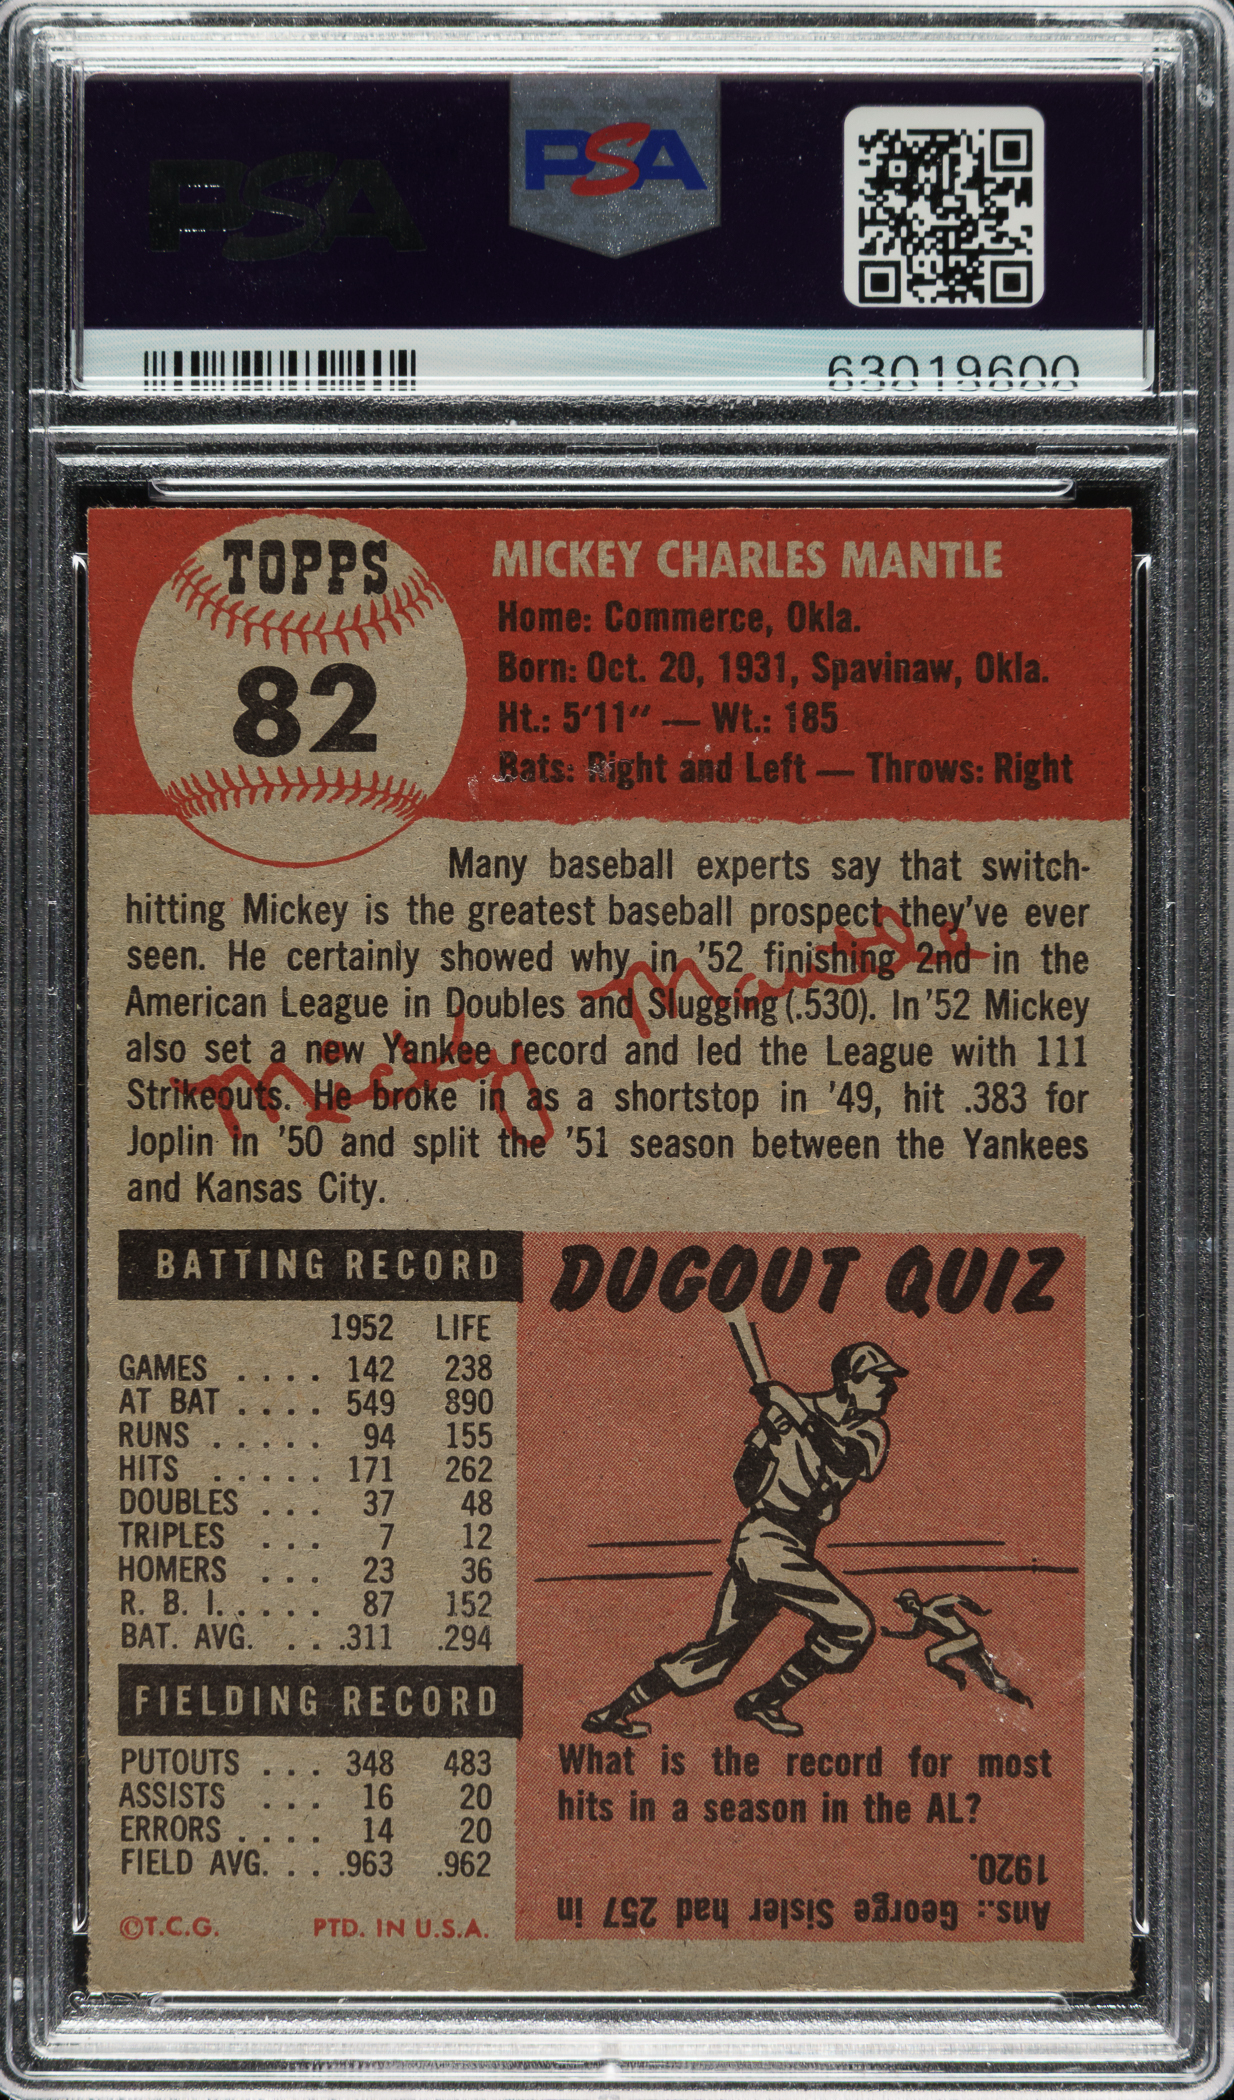 PSA
PSA
63019600
TOPPS
82
MICKEY CHARLES MANTLE
Home: Commerce, Okla.
Born: Oct. 20, 1931, Spavinaw, Okla.
Ht.: 5'11" — Wt.: 185
Bats: Right and Left — Throws: Right
Many baseball experts say that switch-
hitting Mickey is the greatest baseball prospect they've ever
seen. He certainly showed why in '52 finishing 2nd in the
American League in Doubles and Slugging (.530). In '52 Mickey
also set a new Yankee record and led the League with 111
Strikeouts. He broke in as a shortstop in '49, hit .383 for
Joplin in '50 and split the '51 season between the Yankees
and Kansas City.
Mickey Mantle
BATTING RECORD
1952 LIFE
GAMES .... 142 238
AT BAT .... 549 890
RUNS ..... 94 155
HITS ..... 171 262
DOUBLES ... 37 48
TRIPLES ... 7 12
HOMERS ... 23 36
R. B. I. .... 87 152
BAT. AVG. ... .311 .294
FIELDING RECORD
PUTOUTS ... 348 483
ASSISTS ... 16 20
ERRORS .... 14 20
FIELD AVG. ... .963 .962
©T.C.G. PTD. IN U.S.A.
DUGOUT QUIZ
What is the record for most
hits in a season in the AL?
Ans.: George Sisler had 257 in
1920.